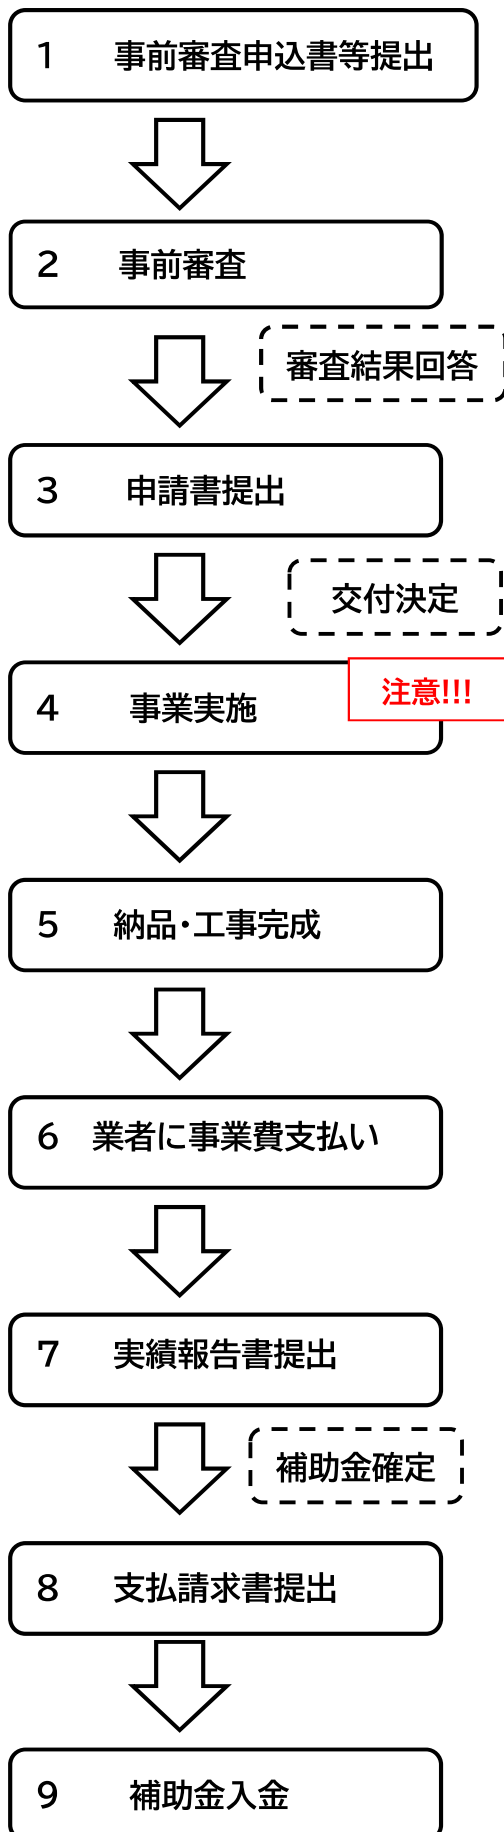 1 事前審査申込書等提出
2 事前審査
審査結果回答
3 申請書提出
交付決定
注意!!!
4 事業実施
5 納品・工事完成
6 業者に事業費支払い
7 実績報告書提出
補助金確定
8 支払請求書提出
9 補助金入金